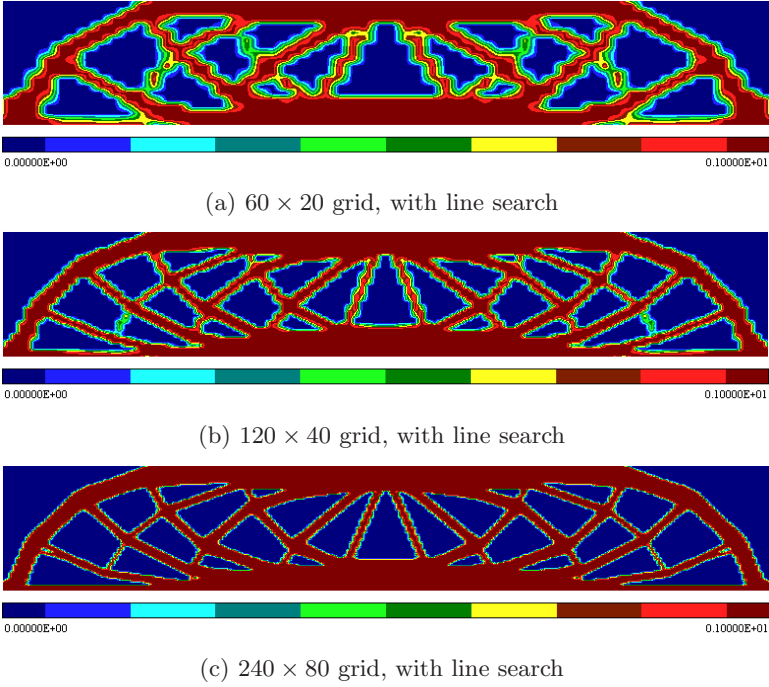 0.00000E+00 0.10000E+01
(a) 60 × 20 grid, with line search
0.00000E+00 0.10000E+01
(b) 120 × 40 grid, with line search
0.00000E+00 0.10000E+01
(c) 240 × 80 grid, with line search